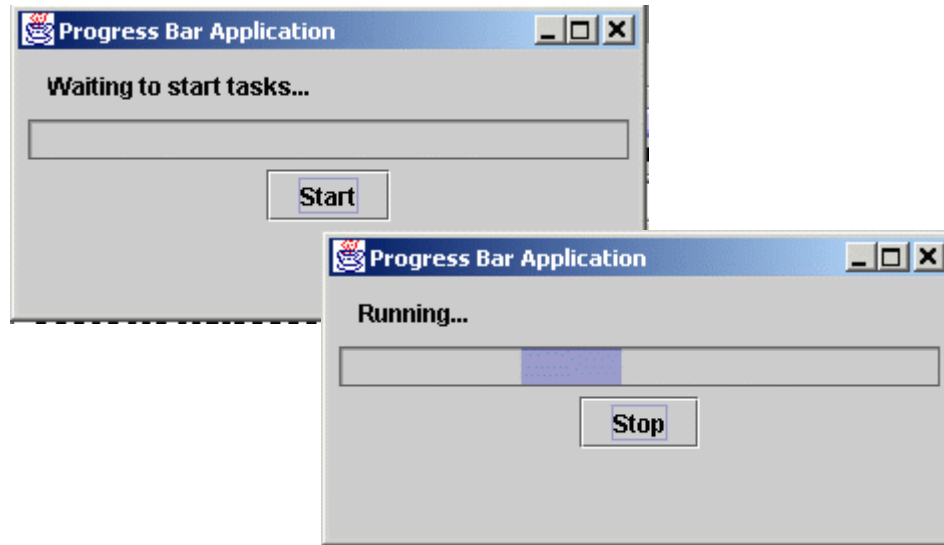 Progress Bar Application
Waiting to start tasks...
Start
Progress Bar Application
Running...
Stop